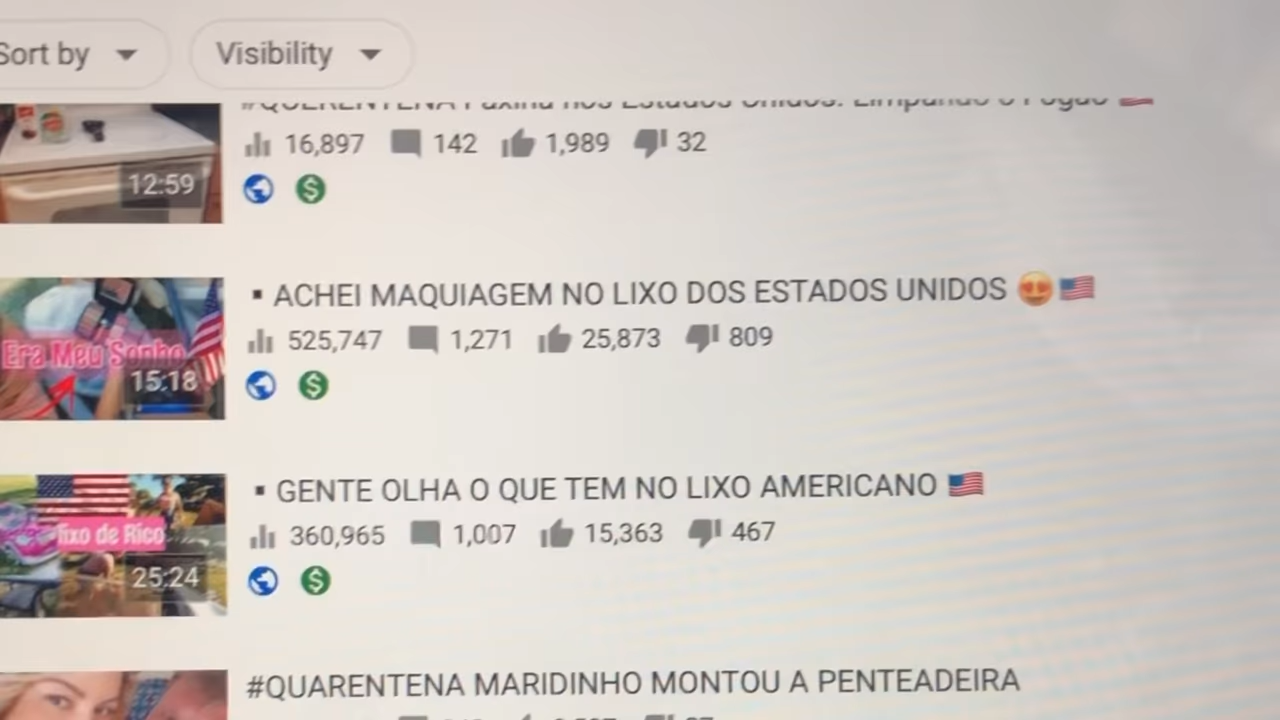 Sort by
Visibility
#QUERENTENA Faxina nos Estados Unidos: Limpando o Fogão
16,897 142 1,989 32
12:59
▪ ACHEI MAQUIAGEM NO LIXO DOS ESTADOS UNIDOS 😍🇺🇸
525,747 1,271 25,873 809
Era Meu Sonho
15:18
▪ GENTE OLHA O QUE TEM NO LIXO AMERICANO 🇺🇸
360,965 1,007 15,363 467
lixo de Rico
25:24
#QUARENTENA MARIDINHO MONTOU A PENTEADEIRA